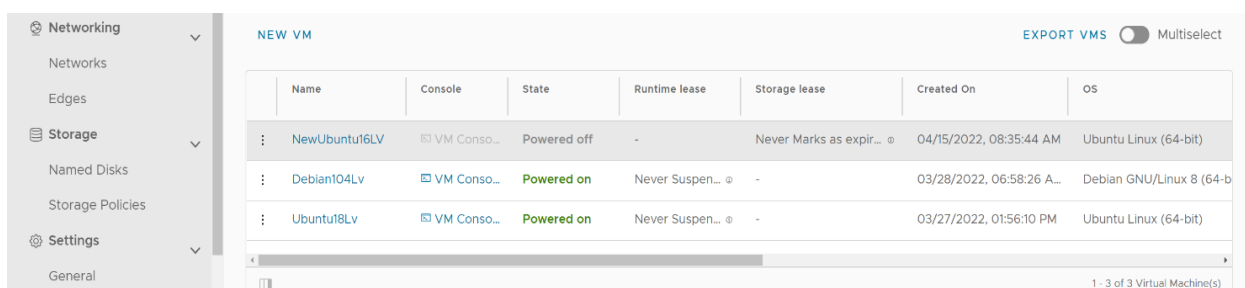 Networking
Networks
Edges
Storage
Named Disks
Storage Policies
Settings
General
NEW VM
EXPORT VMS Multiselect
Name Console State Runtime lease Storage lease Created On OS
NewUbuntu16LV VM Conso... Powered off - Never Marks as expir... 04/15/2022, 08:35:44 AM Ubuntu Linux (64-bit)
Debian104Lv VM Conso... Powered on Never Suspen... - 03/28/2022, 06:58:26 A... Debian GNU/Linux 8 (64-b
Ubuntu18Lv VM Conso... Powered on Never Suspen... - 03/27/2022, 01:56:10 PM Ubuntu Linux (64-bit)
1 - 3 of 3 Virtual Machine(s)